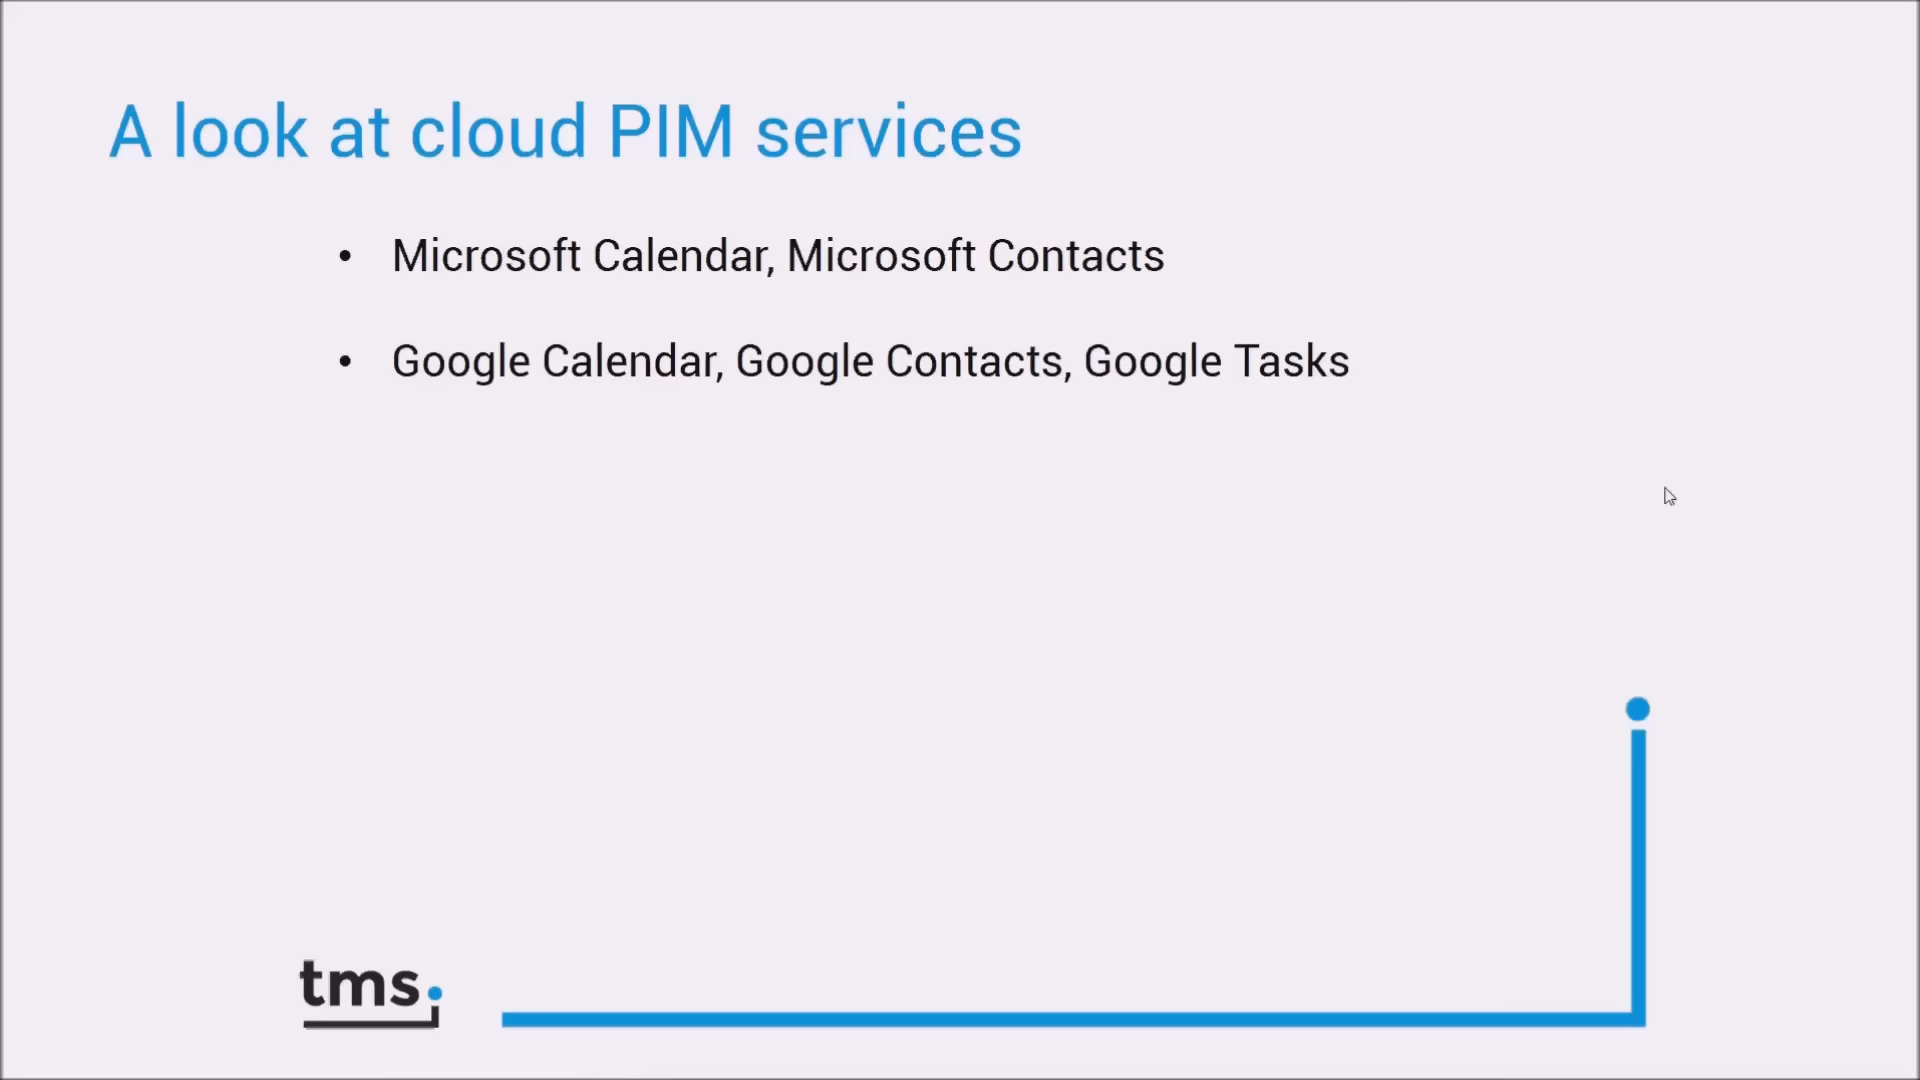 A look at cloud PIM services
• Microsoft Calendar, Microsoft Contacts
• Google Calendar, Google Contacts, Google Tasks
tms